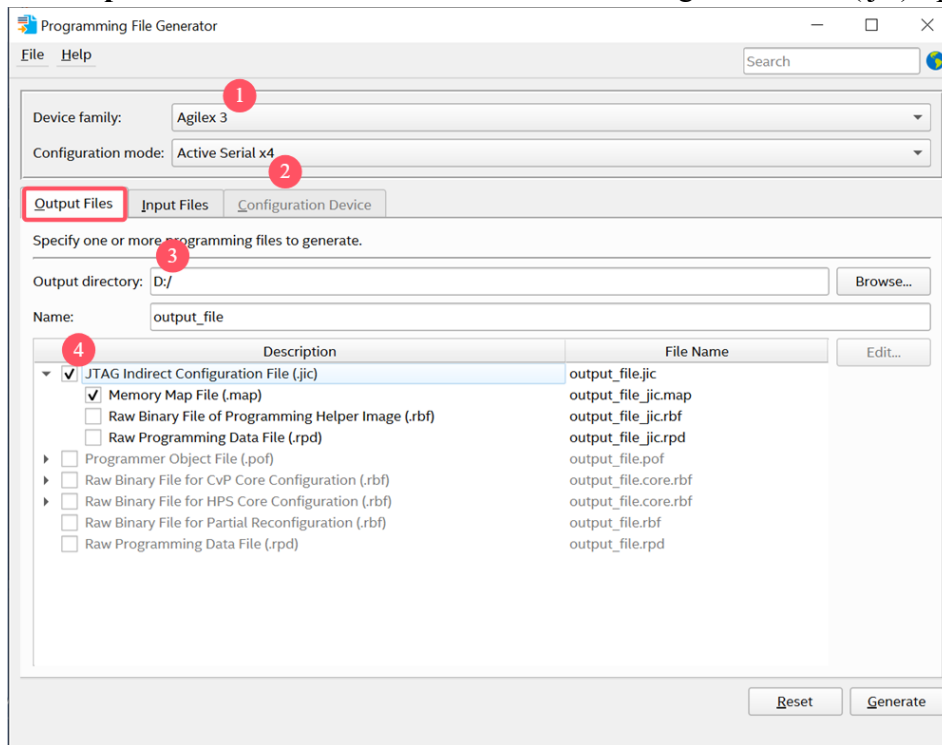 Programming File Generator
File Help Search
1
Device family: Agilex 3
Configuration mode: Active Serial x4
2
Output Files Input Files Configuration Device
Specify one or more programming files to generate.
3
Output directory: D:/ Browse...
Name: output_file
4
Description File Name Edit...
JTAG Indirect Configuration File (.jic) output_file.jic
Memory Map File (.map) output_file_jic.map
Raw Binary File of Programming Helper Image (.rbf) output_file_jic.rbf
Raw Programming Data File (.rpd) output_file_jic.rpd
Programmer Object File (.pof) output_file.pof
Raw Binary File for CvP Core Configuration (.rbf) output_file.core.rbf
Raw Binary File for HPS Core Configuration (.rbf) output_file.core.rbf
Raw Binary File for Partial Reconfiguration (.rbf) output_file.rbf
Raw Programming Data File (.rpd) output_file.rpd
Reset Generate